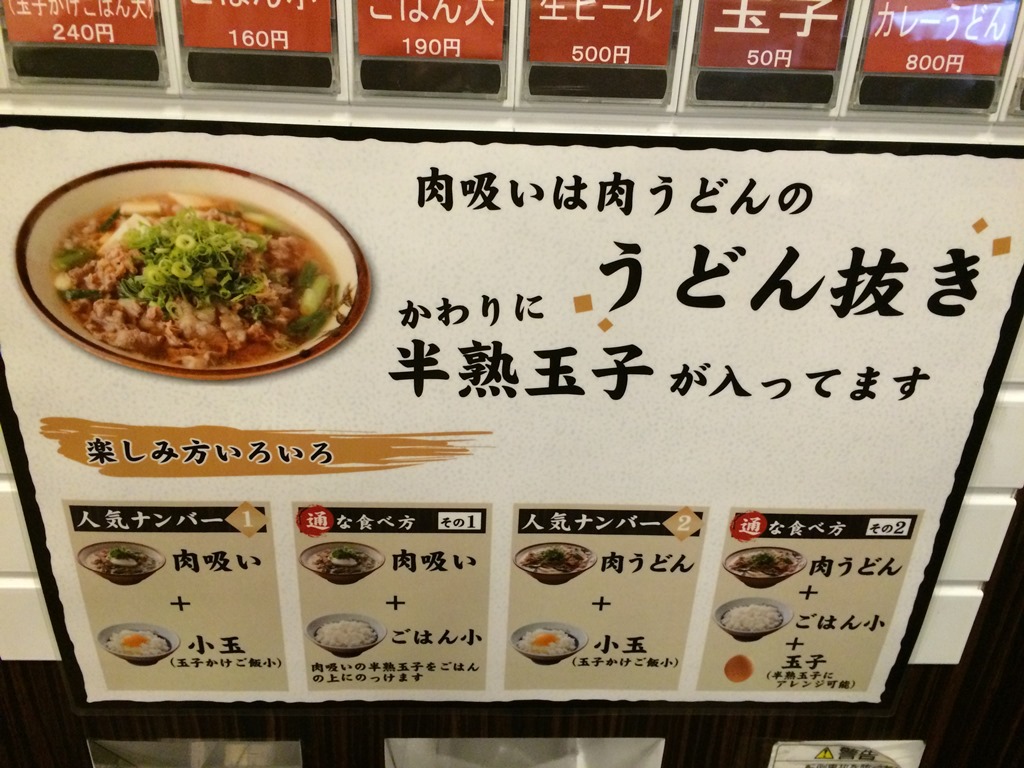 (玉子かけごはん大)
240円
ごはん小
160円
ごはん大
190円
生ビール
500円
玉子
50円
カレーうどん
800円
肉吸いは肉うどんの
うどん抜き
かわりに
半熟玉子が入ってます
楽しみ方いろいろ
人気ナンバー1
肉吸い
+
小玉
(玉子かけご飯小)
通な食べ方 その1
肉吸い
+
ごはん小
肉吸いの半熟玉子をごはん
の上にのっけます
人気ナンバー2
肉うどん
+
小玉
(玉子かけご飯小)
通な食べ方 その2
肉うどん
+
ごはん小
+
玉子
(半熟玉子に
アレンジ可能)
警告